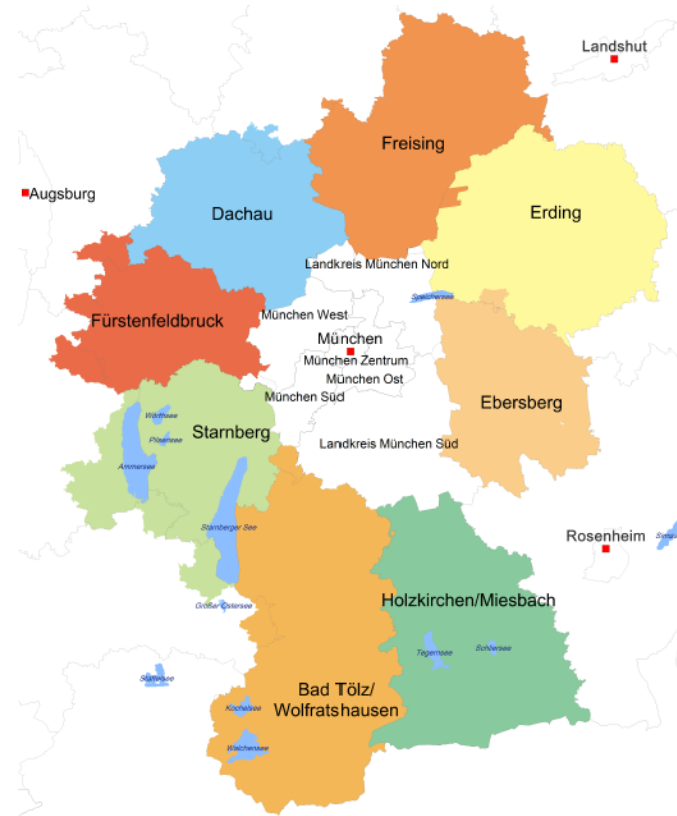 Landshut
Freising
Augsburg
Dachau
Erding
Landkreis München Nord
Speichersee
München West
Fürstenfeldbruck
München
München Zentrum
München Ost
München Süd
Ebersberg
Wörthsee
Pilsensee
Starnberg
Ammersee
Landkreis München Süd
Starnberger See
Rosenheim
Holzkirchen/Miesbach
Großer Ostersee
Tegernsee
Schliersee
Staffelsee
Bad Tölz/
Wolfratshausen
Kochelsee
Walchensee